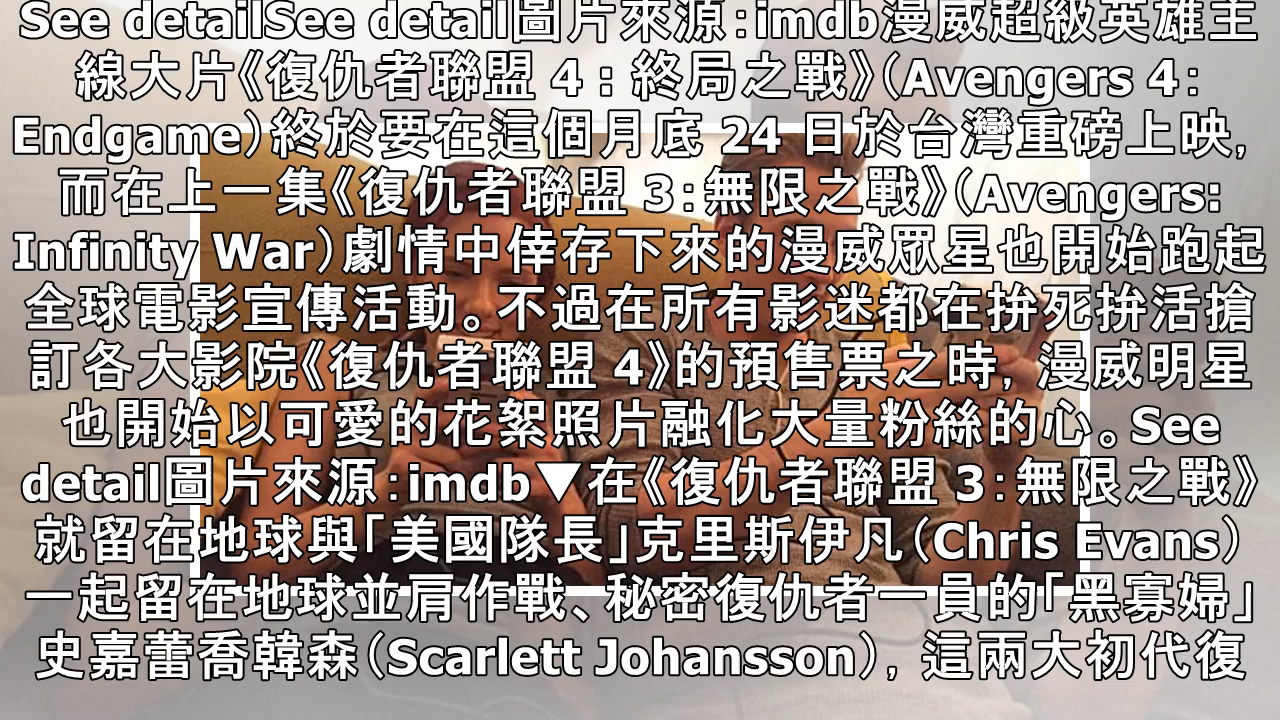 See detailSee detail圖片來源：imdb漫威超級英雄主
線大片《復仇者聯盟 4：終局之戰》（Avengers 4：
Endgame）終於要在這個月底 24 日於台灣重磅上映，
而在上一集《復仇者聯盟 3：無限之戰》（Avengers:
Infinity War）劇情中倖存下來的漫威眾星也開始跑起
全球電影宣傳活動。不過在所有影迷都在拚死拚活搶
訂各大影院《復仇者聯盟 4》的預售票之時，漫威明星
也開始以可愛的花絮照片融化大量粉絲的心。See
detail圖片來源：imdb▼在《復仇者聯盟 3：無限之戰》
就留在地球與「美國隊長」克里斯伊凡（Chris Evans）
一起留在地球並肩作戰、秘密復仇者一員的「黑寡婦」
史嘉蕾喬韓森（Scarlett Johansson），這兩大初代復